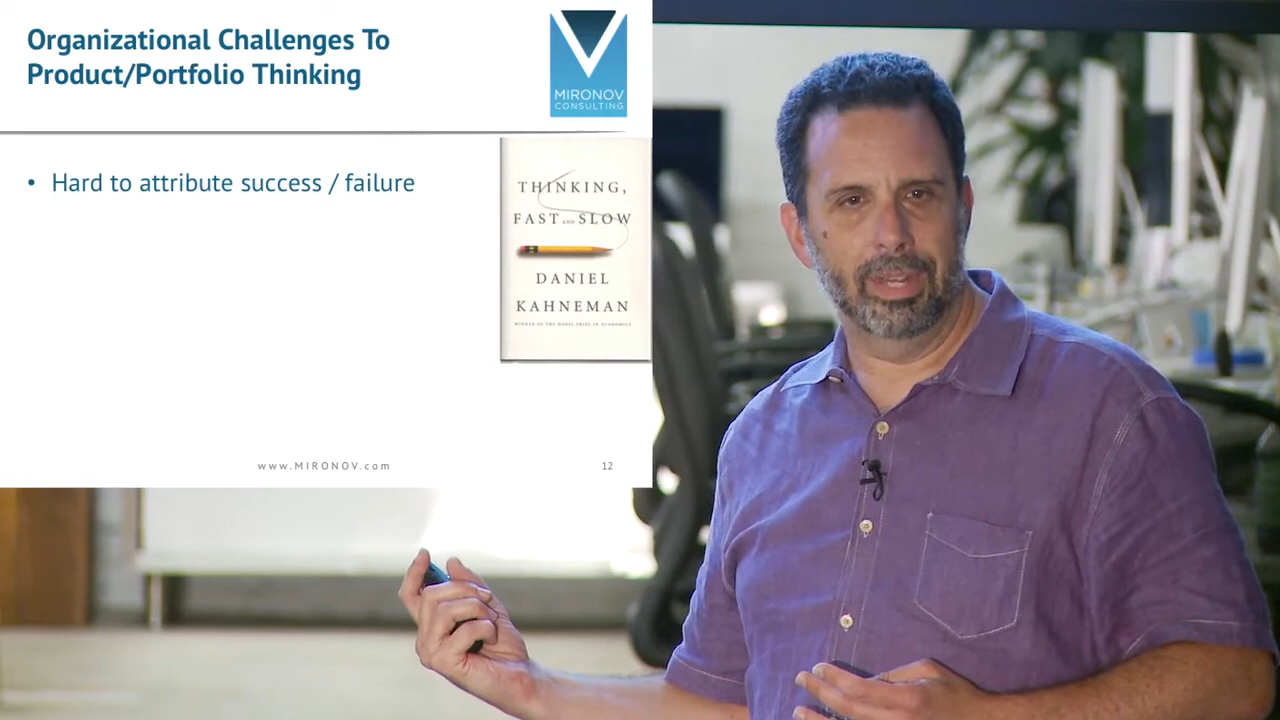 Organizational Challenges To
Product/Portfolio Thinking
MIRONOV
CONSULTING
• Hard to attribute success / failure
THINKING,
FAST AND SLOW
DANIEL
KAHNEMAN
WINNER OF THE NOBEL PRIZE IN ECONOMICS
www.MIRONOV.com
12